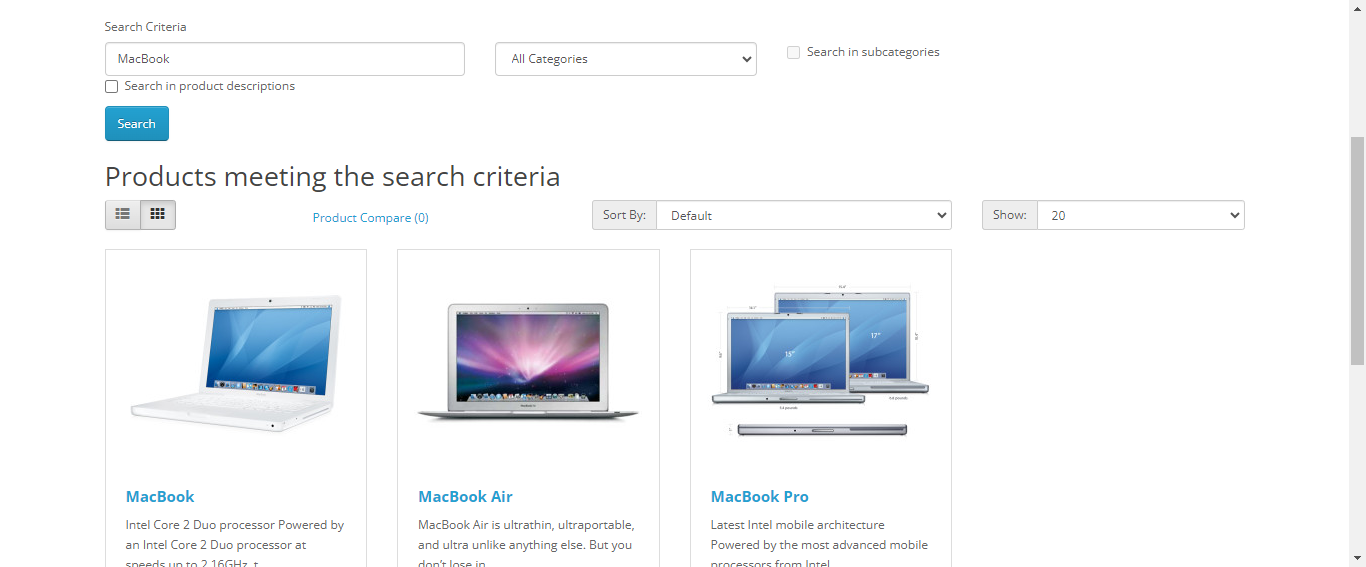 Search Criteria
MacBook
All Categories
Search in subcategories
Search in product descriptions
Search
Products meeting the search criteria
Product Compare (0)
Sort By:
Default
Show:
20
15"
17"
MacBook
Intel Core 2 Duo processor Powered by
an Intel Core 2 Duo processor at
speeds up to 2.16GHz, t
MacBook Air
MacBook Air is ultrathin, ultraportable,
and ultra unlike anything else. But you
don't lose in
MacBook Pro
Latest Intel mobile architecture
Powered by the most advanced mobile
processors from Intel